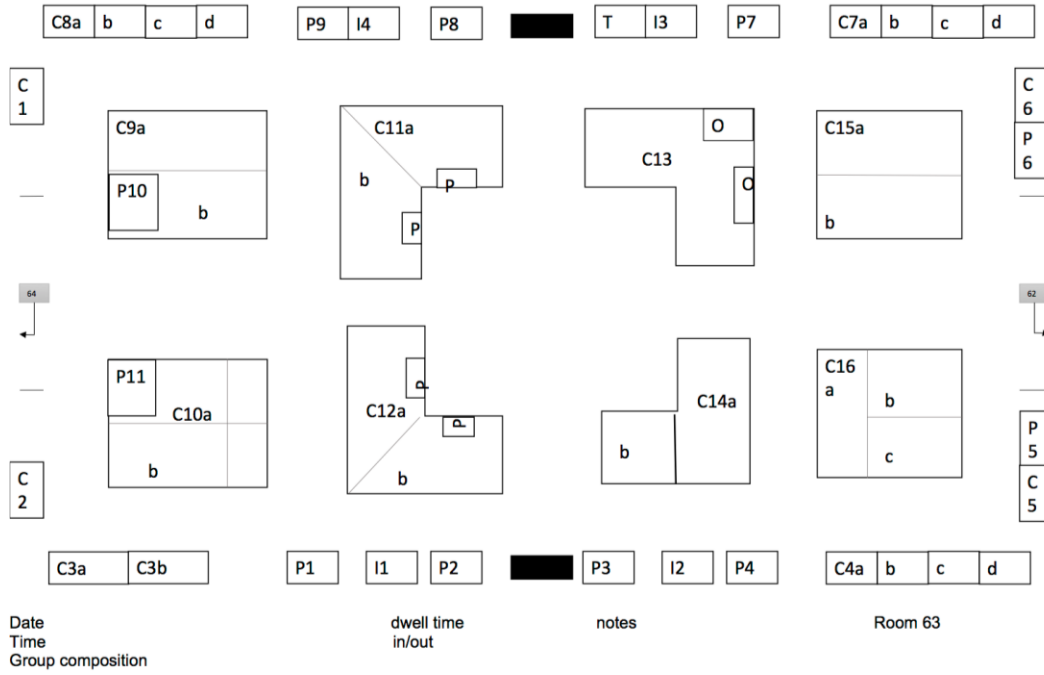 C8a b c d P9 I4 P8 T I3 P7 C7a b c d
C
1
C
6
P
6
C9a
P10
b
C11a
b
P
P
C13
O
O
C15a
b
64
62
P11
C10a
b
C12a
b
P
P
C14a
b
C16
a
b
c
P
5
C
5
C
2
C3a C3b P1 I1 P2 P3 I2 P4 C4a b c d
Date dwell time notes Room 63
Time in/out
Group composition